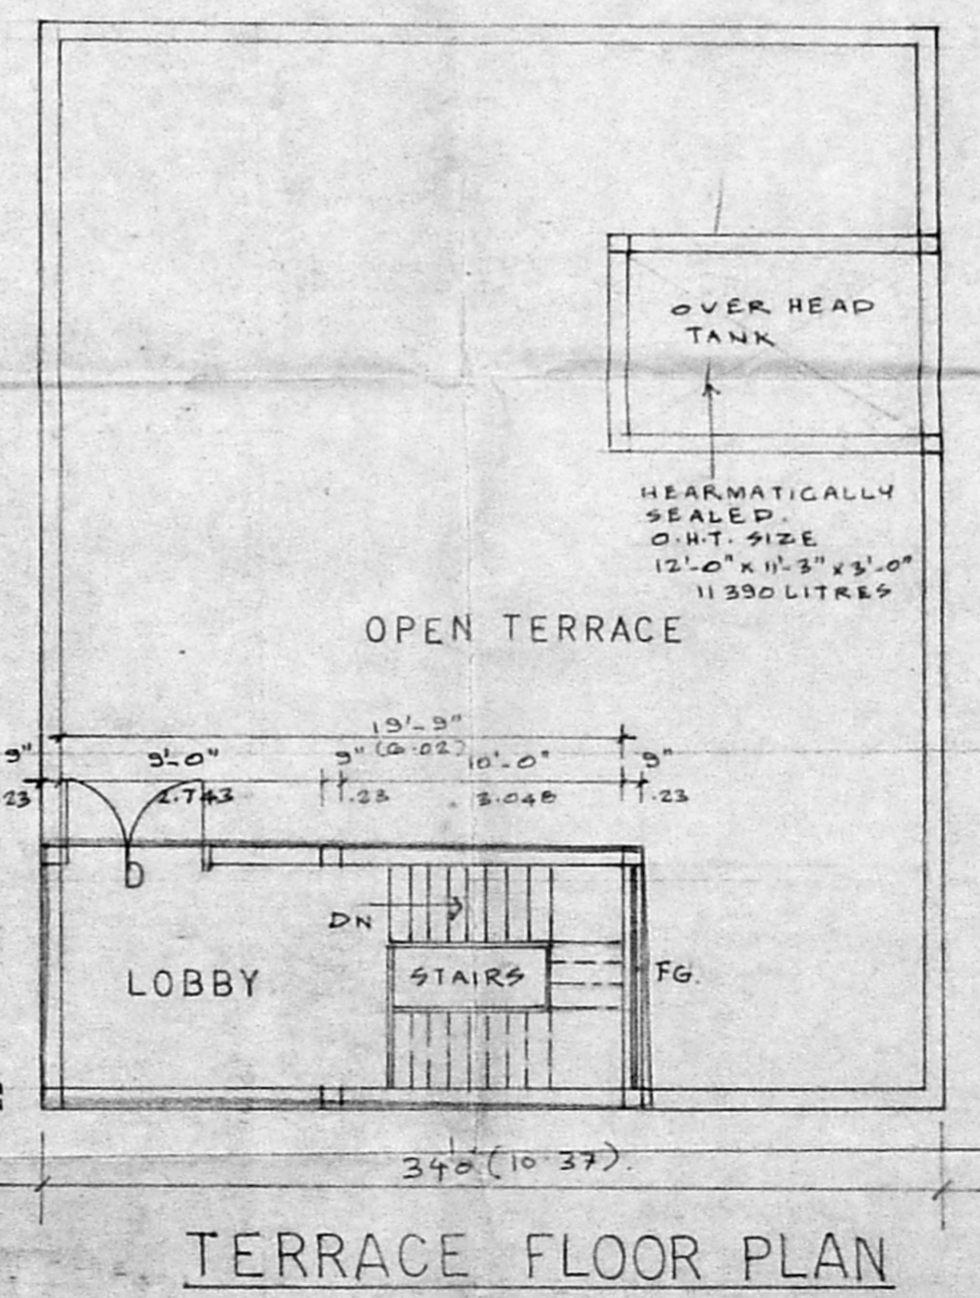 OVER HEAD
TANK
HEARMATICALLY
SEALED.
O.H.T. SIZE
12'-0" x 11'-3" x 3'-0"
11390 LITRES
OPEN TERRACE
19'-9"
(6.02)
9" 9'-0" 9" 10'-0" 9"
.23 2.743 .23 3.048 .23
D
DN
LOBBY STAIRS FG.
34'0" (10.37).
TERRACE FLOOR PLAN